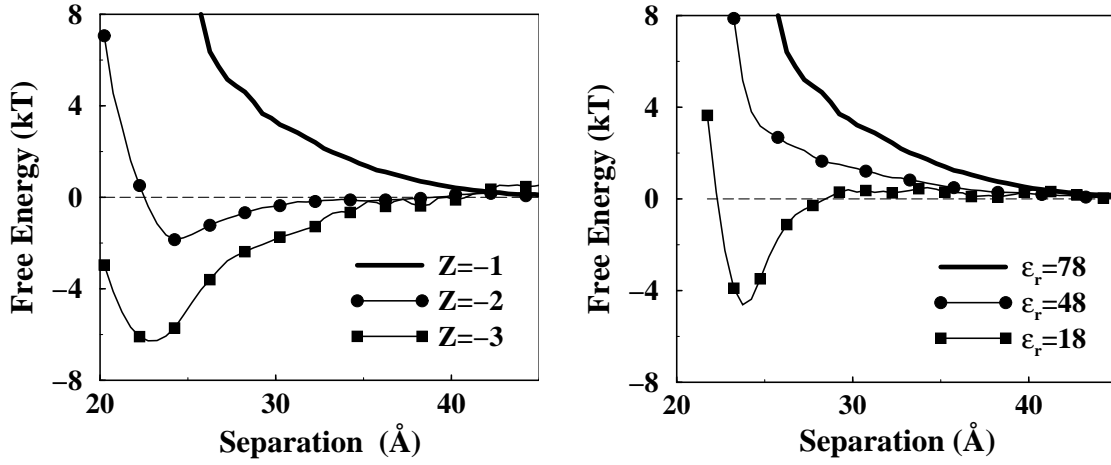 8
4
0
−4
−8
Free Energy (kT)
20
30
40
Separation (Å)
Z=−1
Z=−2
Z=−3
8
4
0
−4
−8
Free Energy (kT)
20
30
40
Separation (Å)
εr=78
εr=48
εr=18